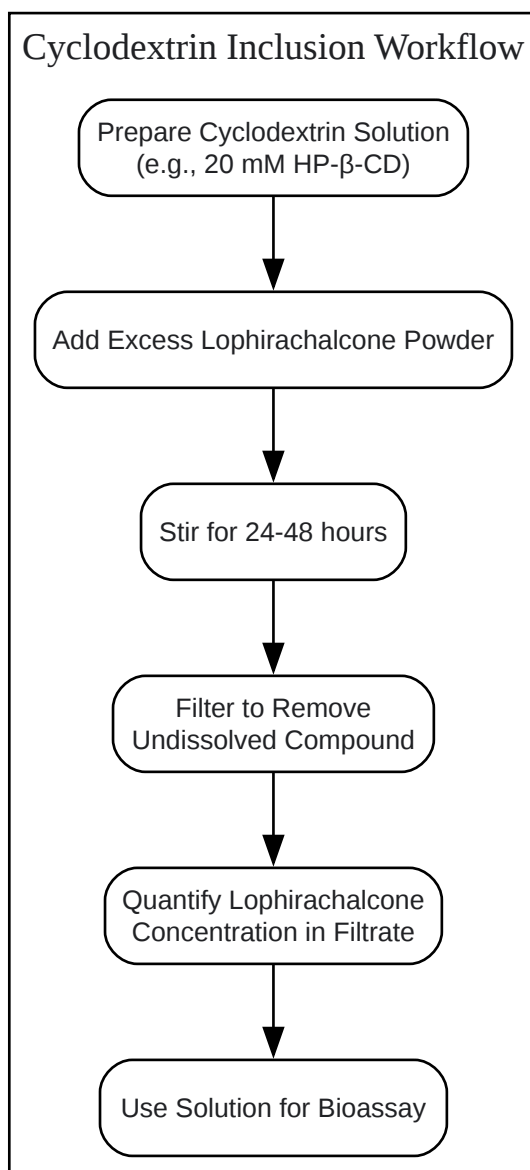 Cyclodextrin Inclusion Workflow
Prepare Cyclodextrin Solution
(e.g., 20 mM HP-β-CD)
Add Excess Lophirachalcone Powder
Stir for 24-48 hours
Filter to Remove
Undissolved Compound
Quantify Lophirachalcone
Concentration in Filtrate
Use Solution for Bioassay